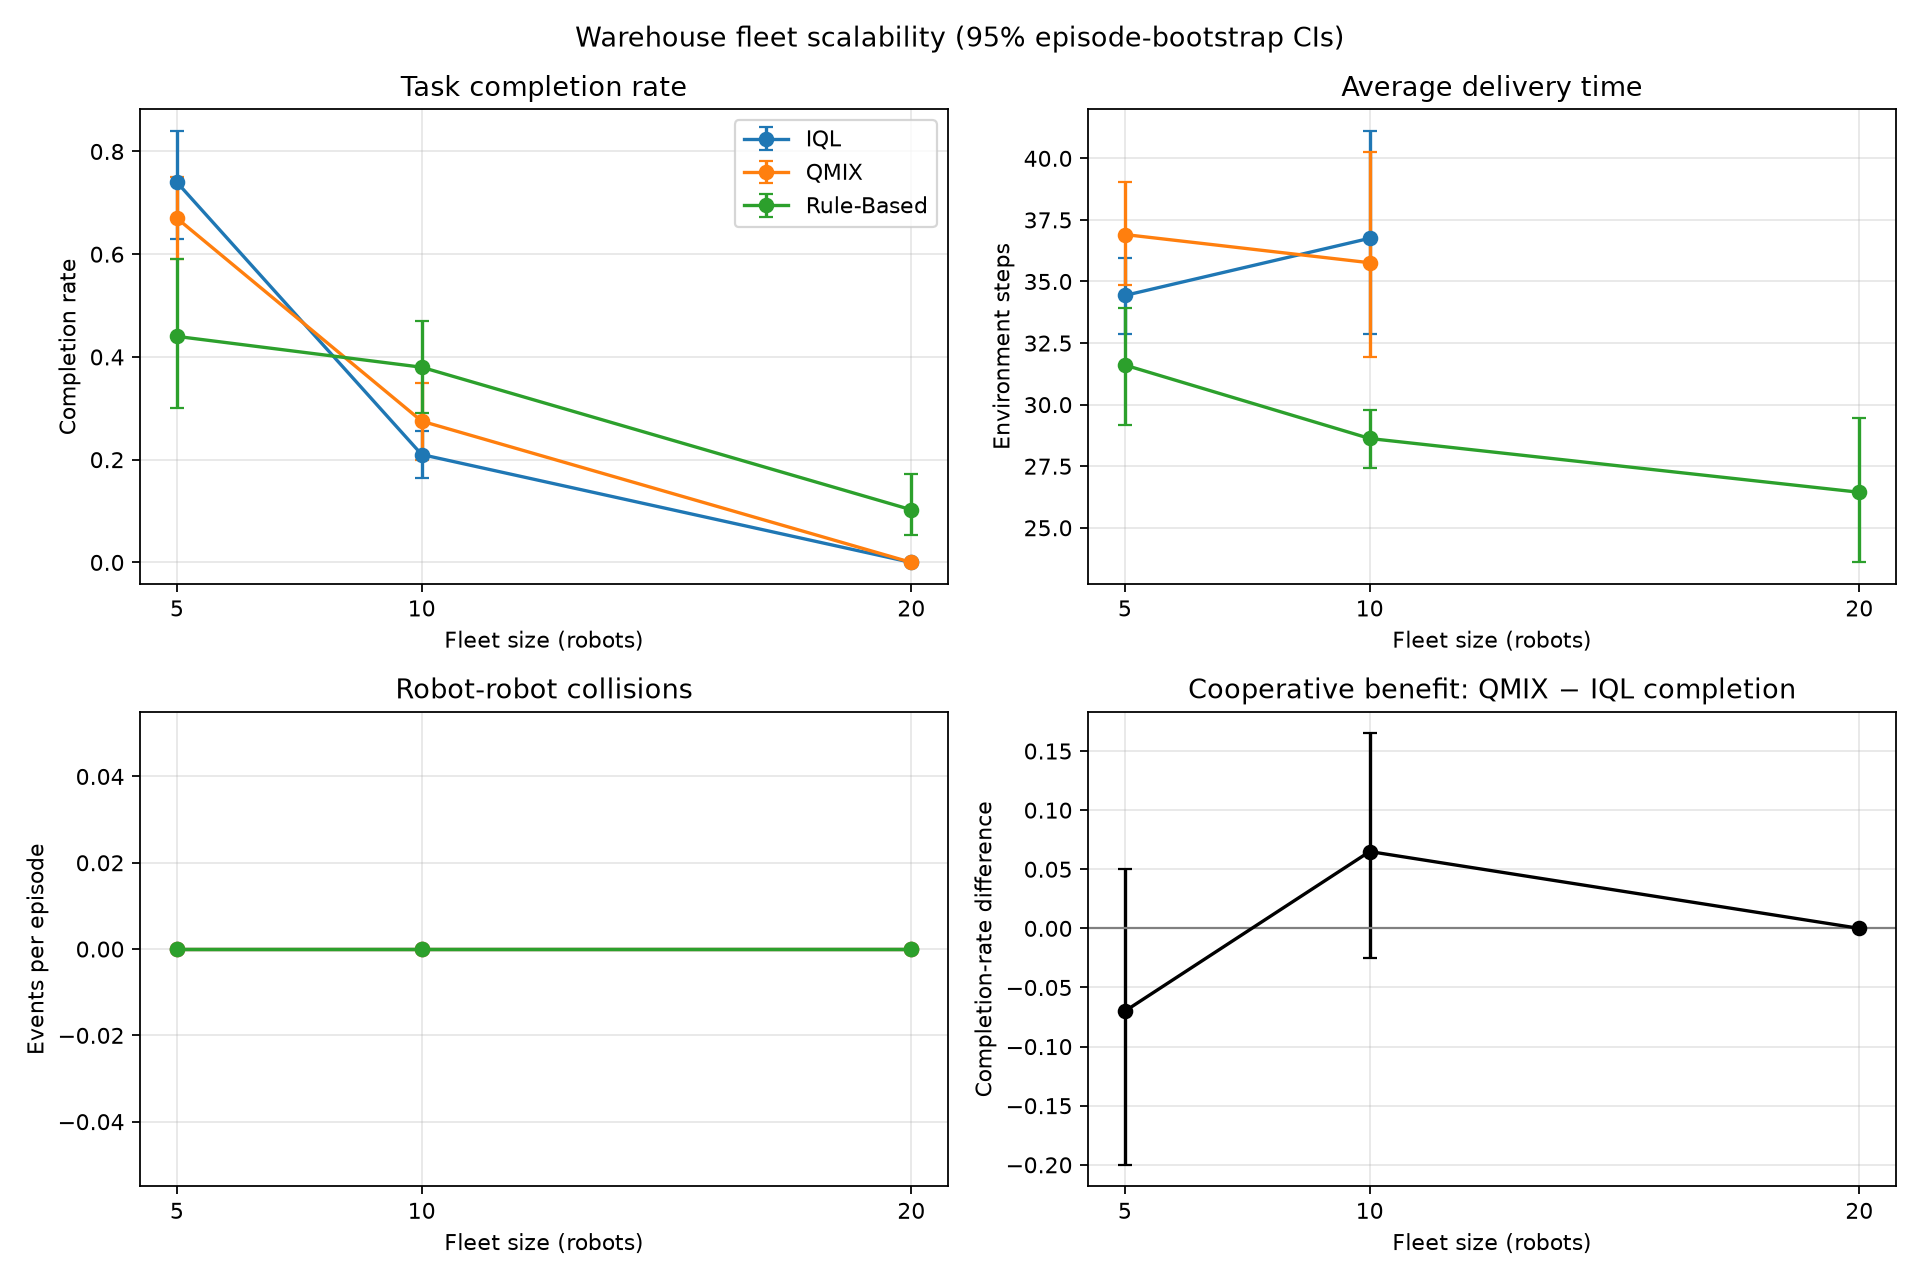 Warehouse fleet scalability (95% episode-bootstrap CIs)
Task completion rate
Completion rate
0.8
0.6
0.4
0.2
0.0
IQL
QMIX
Rule-Based
5
10
20
Fleet size (robots)
Average delivery time
Environment steps
40.0
37.5
35.0
32.5
30.0
27.5
25.0
5
10
20
Fleet size (robots)
Robot-robot collisions
Events per episode
0.04
0.02
0.00
−0.02
−0.04
5
10
20
Fleet size (robots)
Cooperative benefit: QMIX − IQL completion
Completion-rate difference
0.15
0.10
0.05
0.00
−0.05
−0.10
−0.15
−0.20
5
10
20
Fleet size (robots)